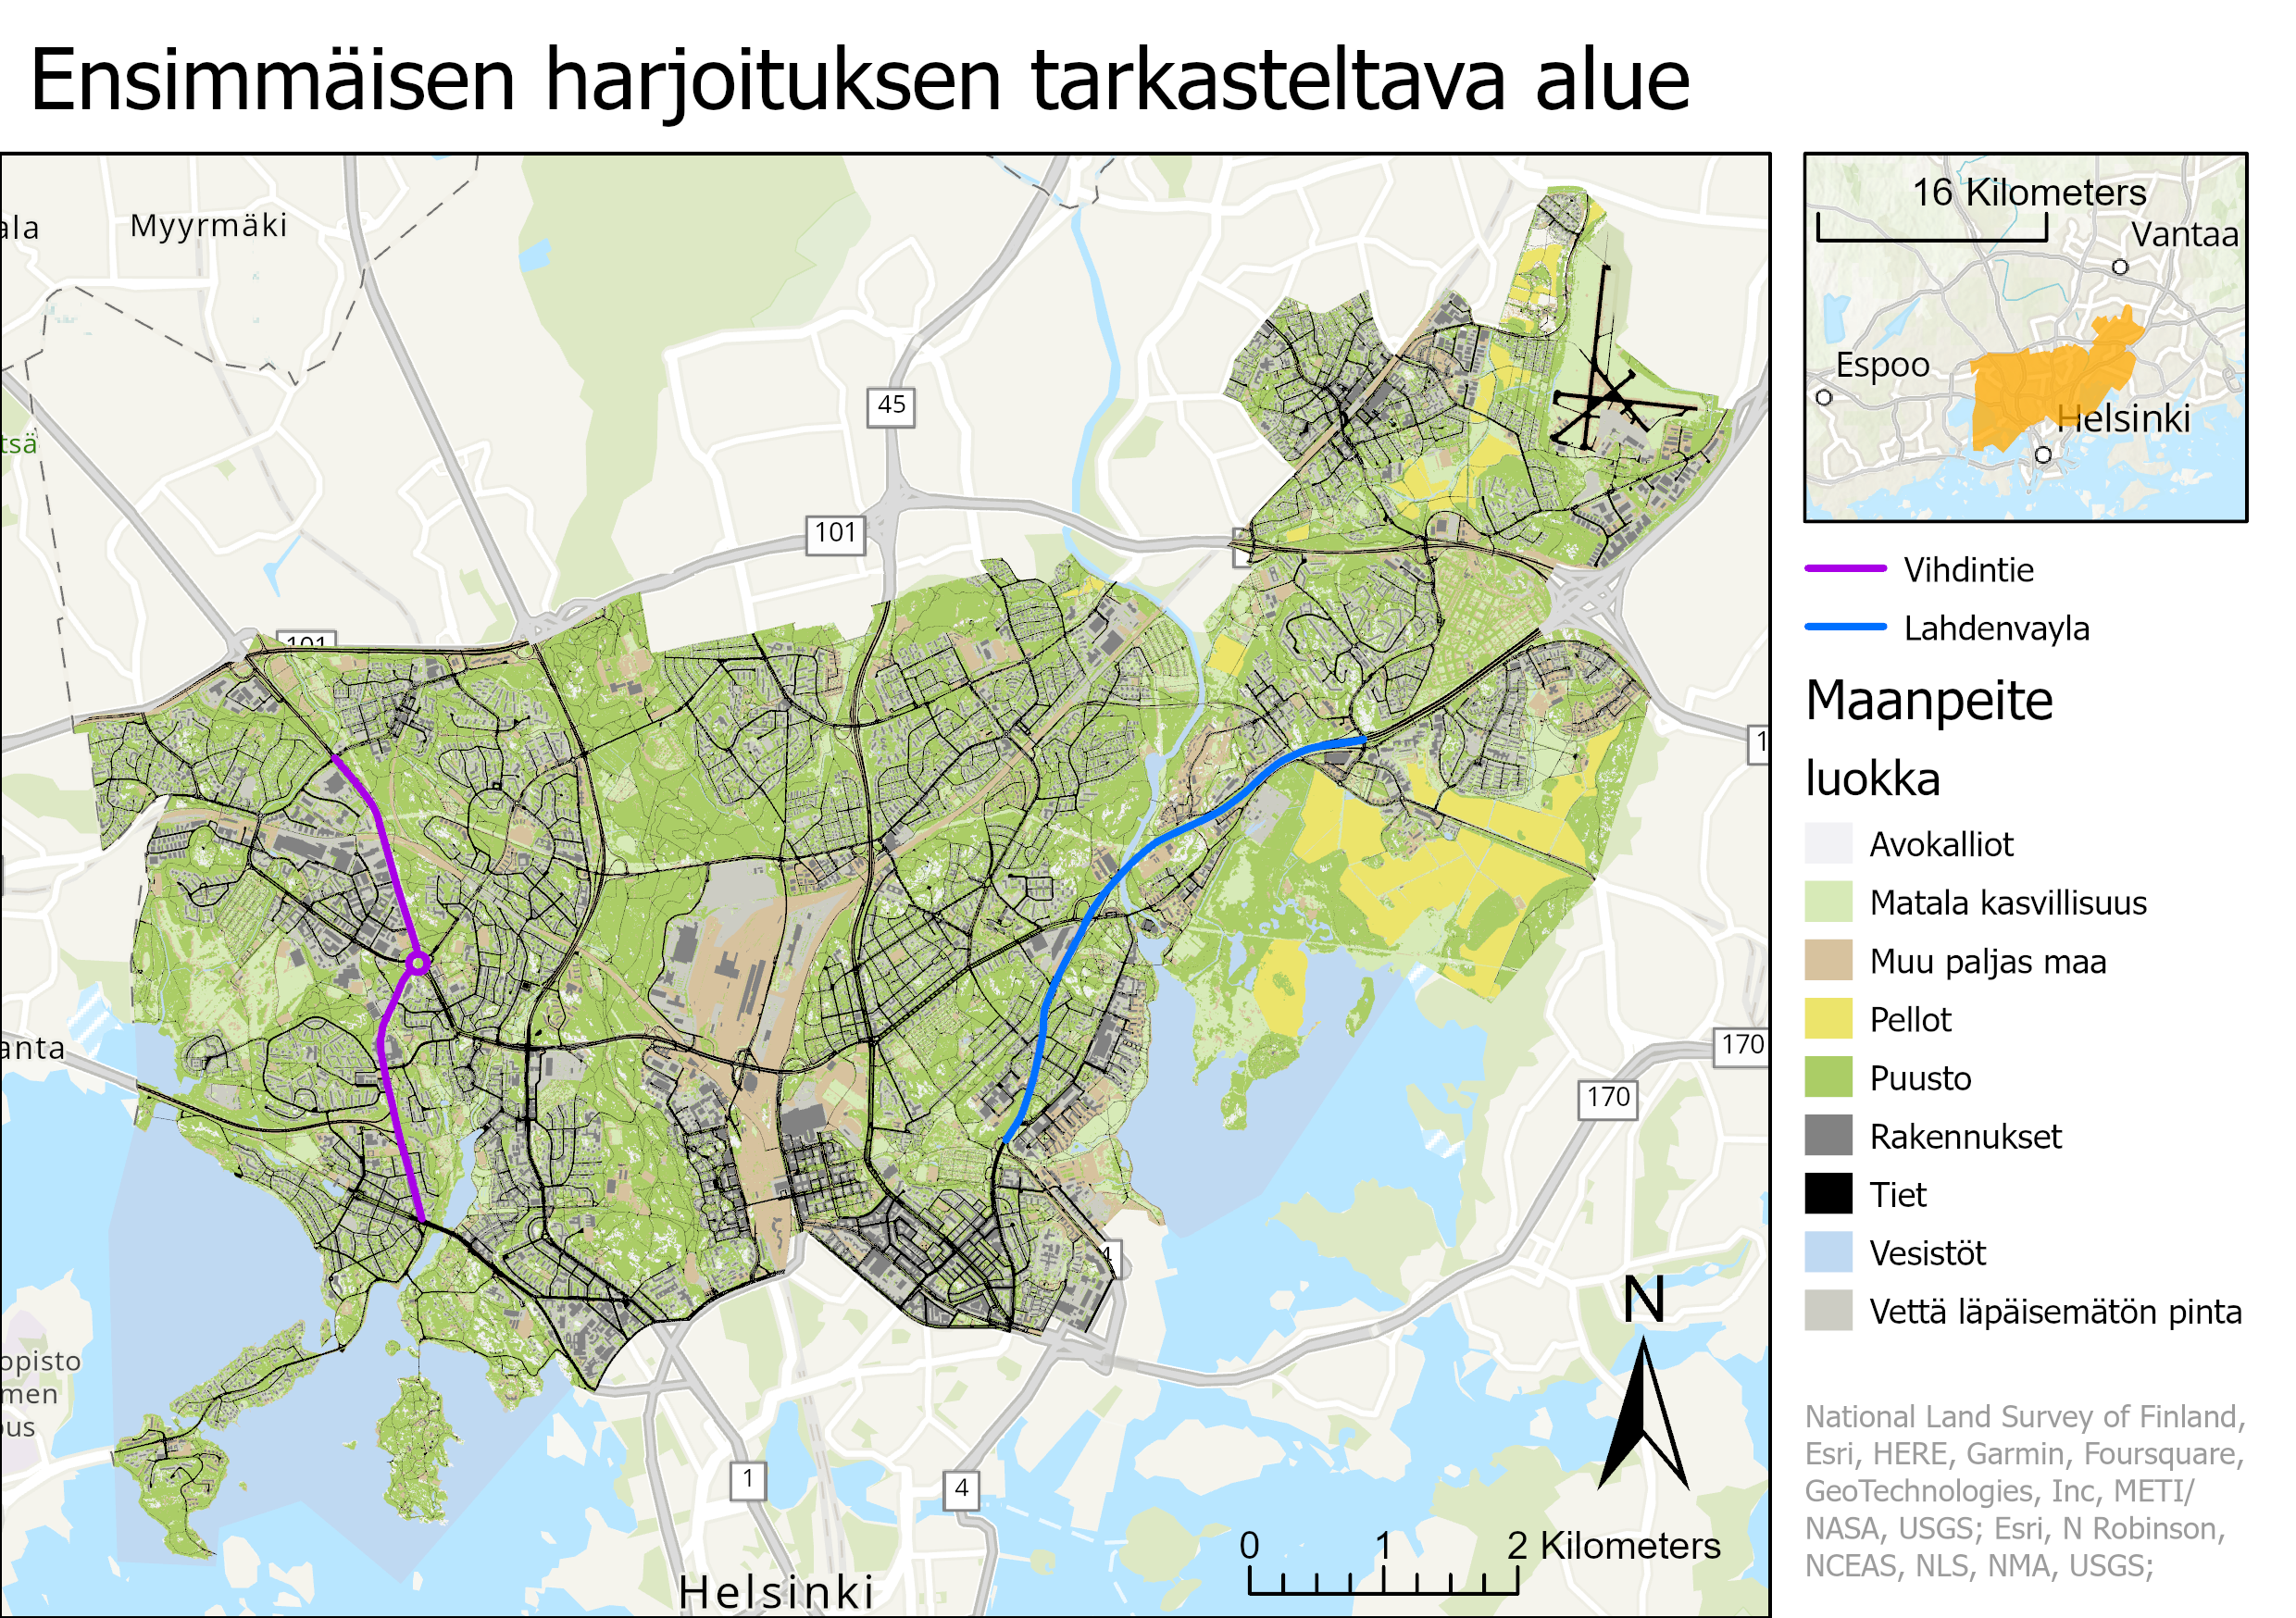 Ensimmäisen harjoituksen tarkasteltava alue
ala
Myyrmäki
tsä
45
101
101
1
anta
170
170
4
opisto
men
ous
1
4
Helsinki
0 1 2 Kilometers
N
16 Kilometers
Vantaa
Espoo
Helsinki
Vihdintie
Lahdenvayla
Maanpeite
luokka
Avokalliot
Matala kasvillisuus
Muu paljas maa
Pellot
Puusto
Rakennukset
Tiet
Vesistöt
Vettä läpäisemätön pinta
National Land Survey of Finland,
Esri, HERE, Garmin, Foursquare,
GeoTechnologies, Inc, METI/
NASA, USGS; Esri, N Robinson,
NCEAS, NLS, NMA, USGS;